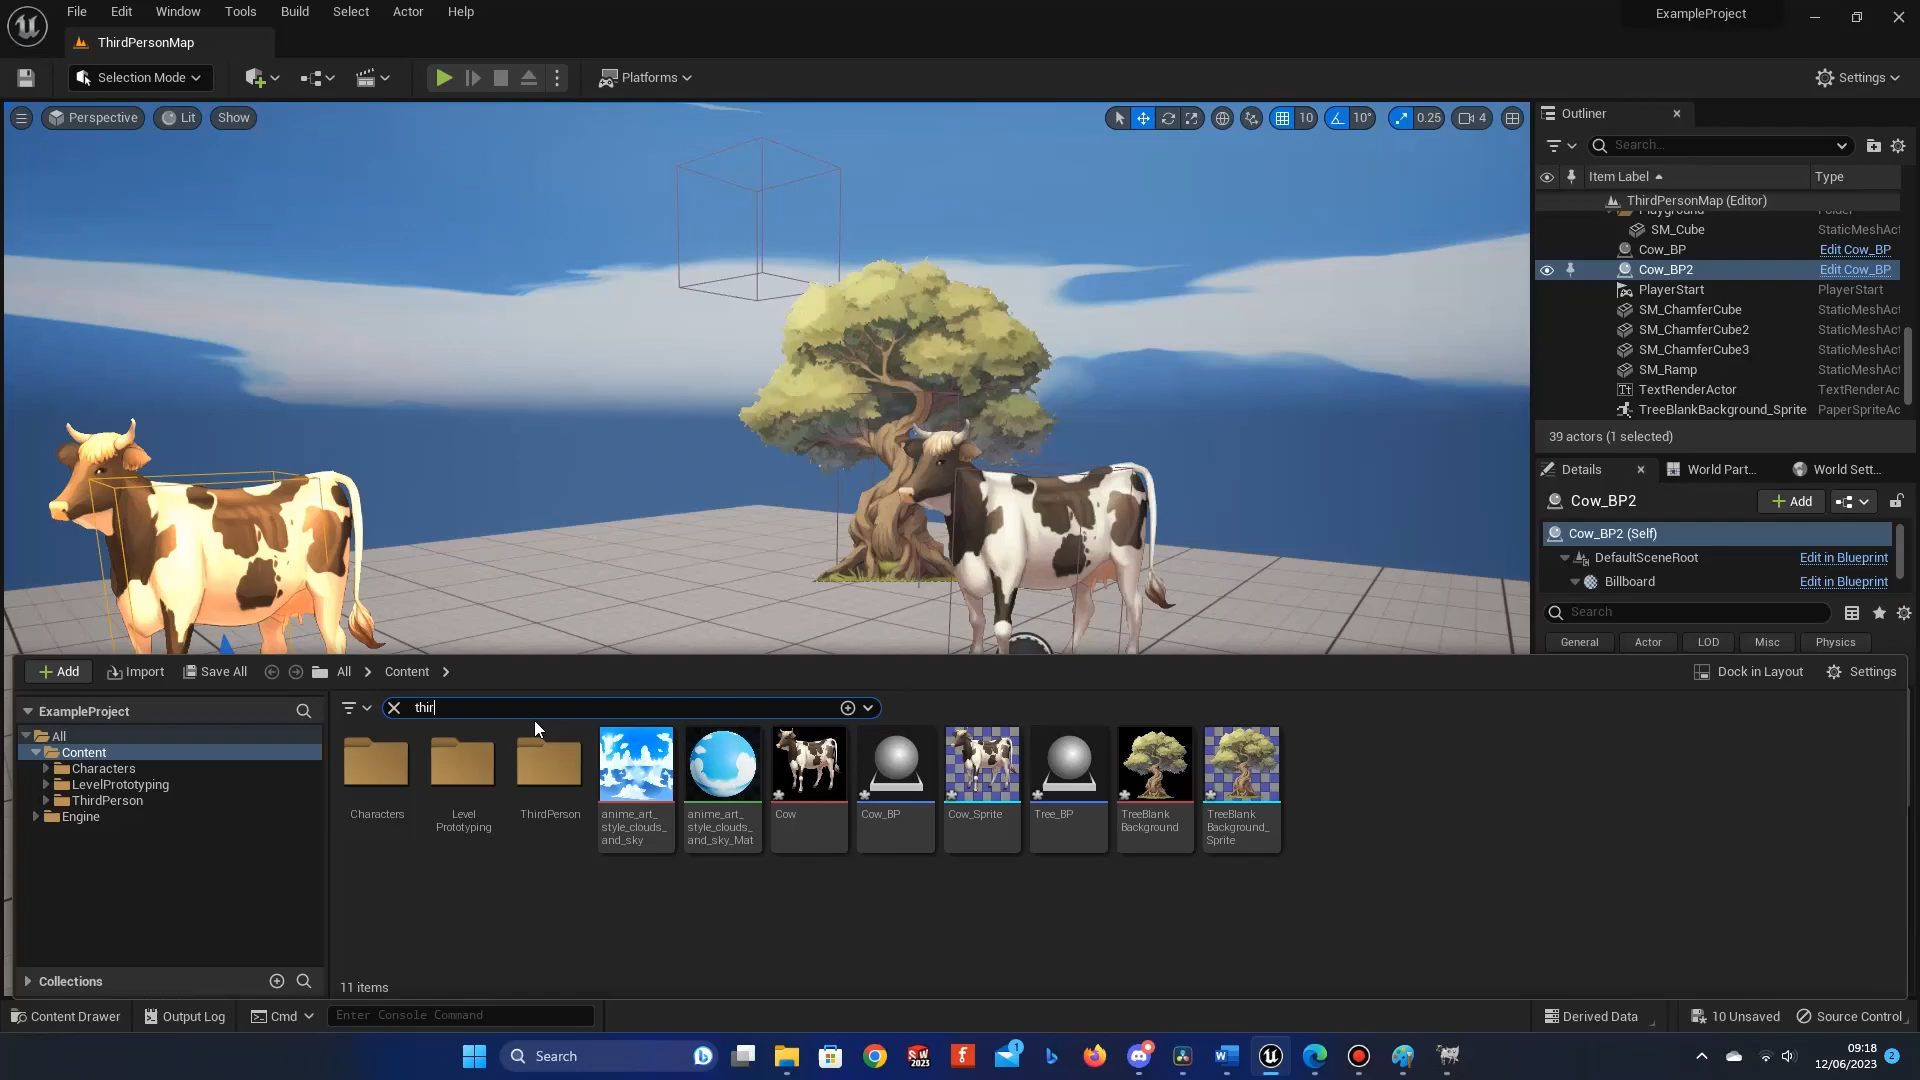 File Edit Window Tools Build Select Actor Help
ExampleProject
ThirdPersonMap
Selection Mode
Platforms
Settings
Perspective
Lit
Show
10
10°
0.25
4
Outliner
Search...
Item Label
Type
ThirdPersonMap (Editor)
Playground
Folder
SM_Cube StaticMeshAct
Cow_BP Edit Cow_BP
Cow_BP2 Edit Cow_BP
PlayerStart PlayerStart
SM_ChamferCube StaticMeshAct
SM_ChamferCube2 StaticMeshAct
SM_ChamferCube3 StaticMeshAct
SM_Ramp StaticMeshAct
TextRenderActor TextRenderAc
TreeBlankBackground_Sprite PaperSpriteAc
39 actors (1 selected)
Details World Part... World Sett...
Cow_BP2
Add
Cow_BP2 (Self)
DefaultSceneRoot Edit in Blueprint
Billboard Edit in Blueprint
Search
General Actor LOD Misc Physics
Add Import Save All All Content
Dock in Layout Settings
ExampleProject
thir
All
Content
Characters
LevelPrototyping
ThirdPerson
Engine
Collections
Characters
Level
Prototyping
ThirdPerson
anime_art_
style_clouds_
and_sky
anime_art_
style_clouds_
and_sky_Mat
Cow
Cow_BP
Cow_Sprite
Tree_BP
TreeBlank
Background
TreeBlank
Background_
Sprite
11 items
Content Drawer Output Log Cmd Enter Console Command
Derived Data 10 Unsaved Source Control
Search
2023
1
09:18
12/06/2023
2